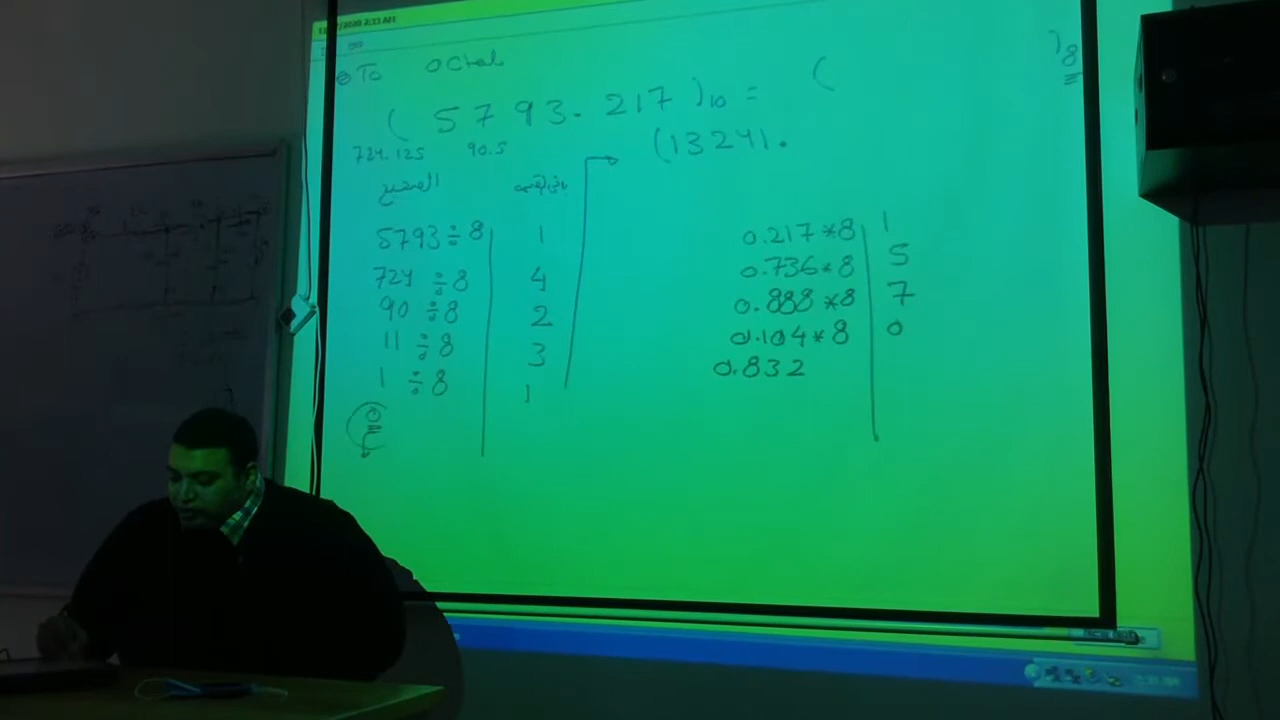 To Octal
( 5793.217 )10 = (          )8
(13241.
724.125   90.5
الصحيح   باقي القسمة
5793÷8 | 1
724 ÷8 | 4
90 ÷8 | 2
11 ÷8 | 3
1 ÷8 | 1
0
0.217*8 | 1
0.736*8 | 5
0.888*8 | 7
0.104*8 | 0
0.832